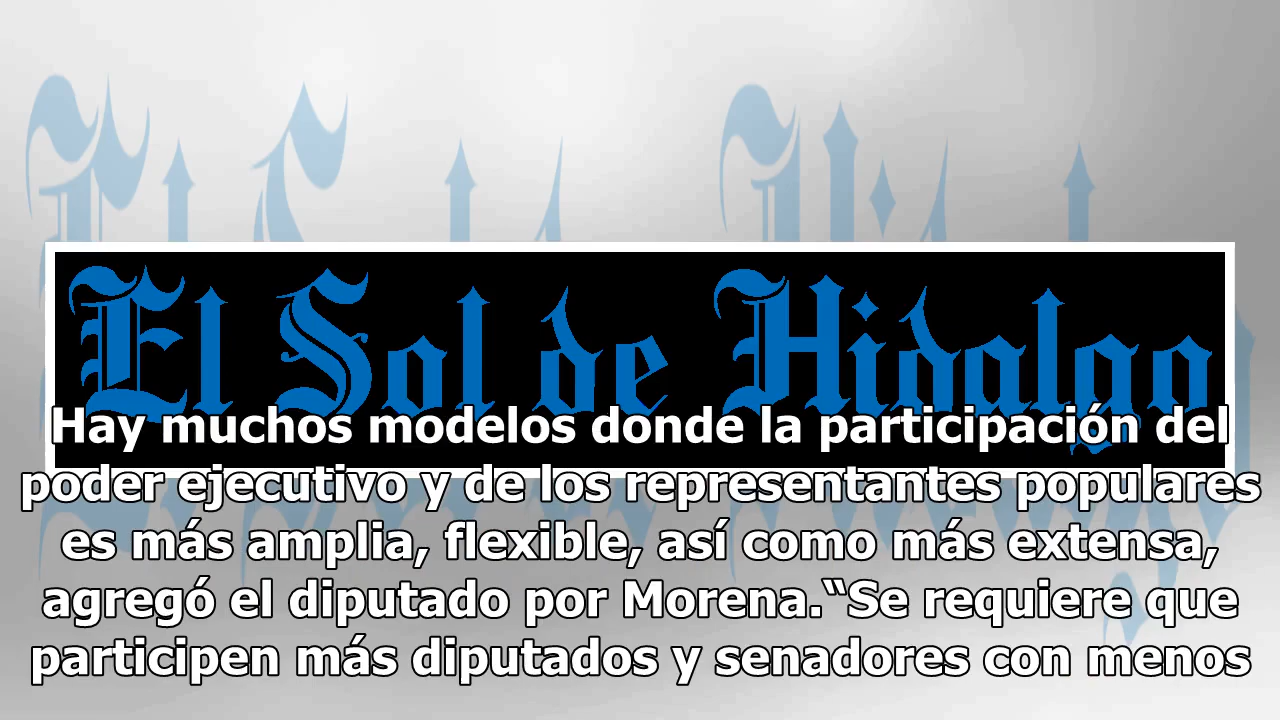 El Sol de Hidalgo
Hay muchos modelos donde la participación del
poder ejecutivo y de los representantes populares
es más amplia, flexible, así como más extensa,
agregó el diputado por Morena.“Se requiere que
participen más diputados y senadores con menos